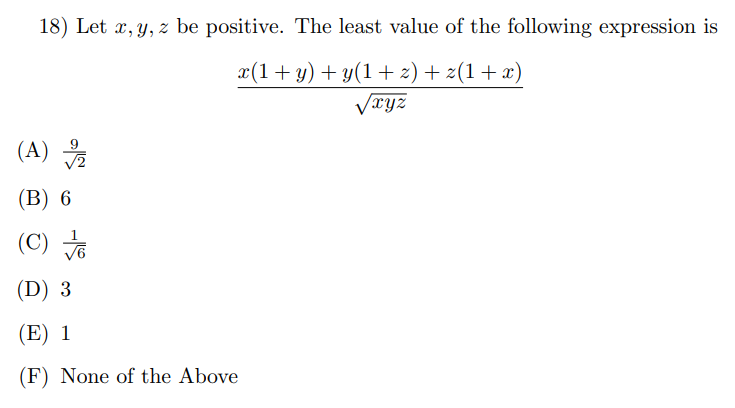 18) Let x, y, z be positive. The least value of the following expression is
\frac{x(1+y)+y(1+z)+z(1+x)}{\sqrt{xyz}}
(A) \frac{9}{\sqrt{2}}
(B) 6
(C) \frac{1}{\sqrt{6}}
(D) 3
(E) 1
(F) None of the Above